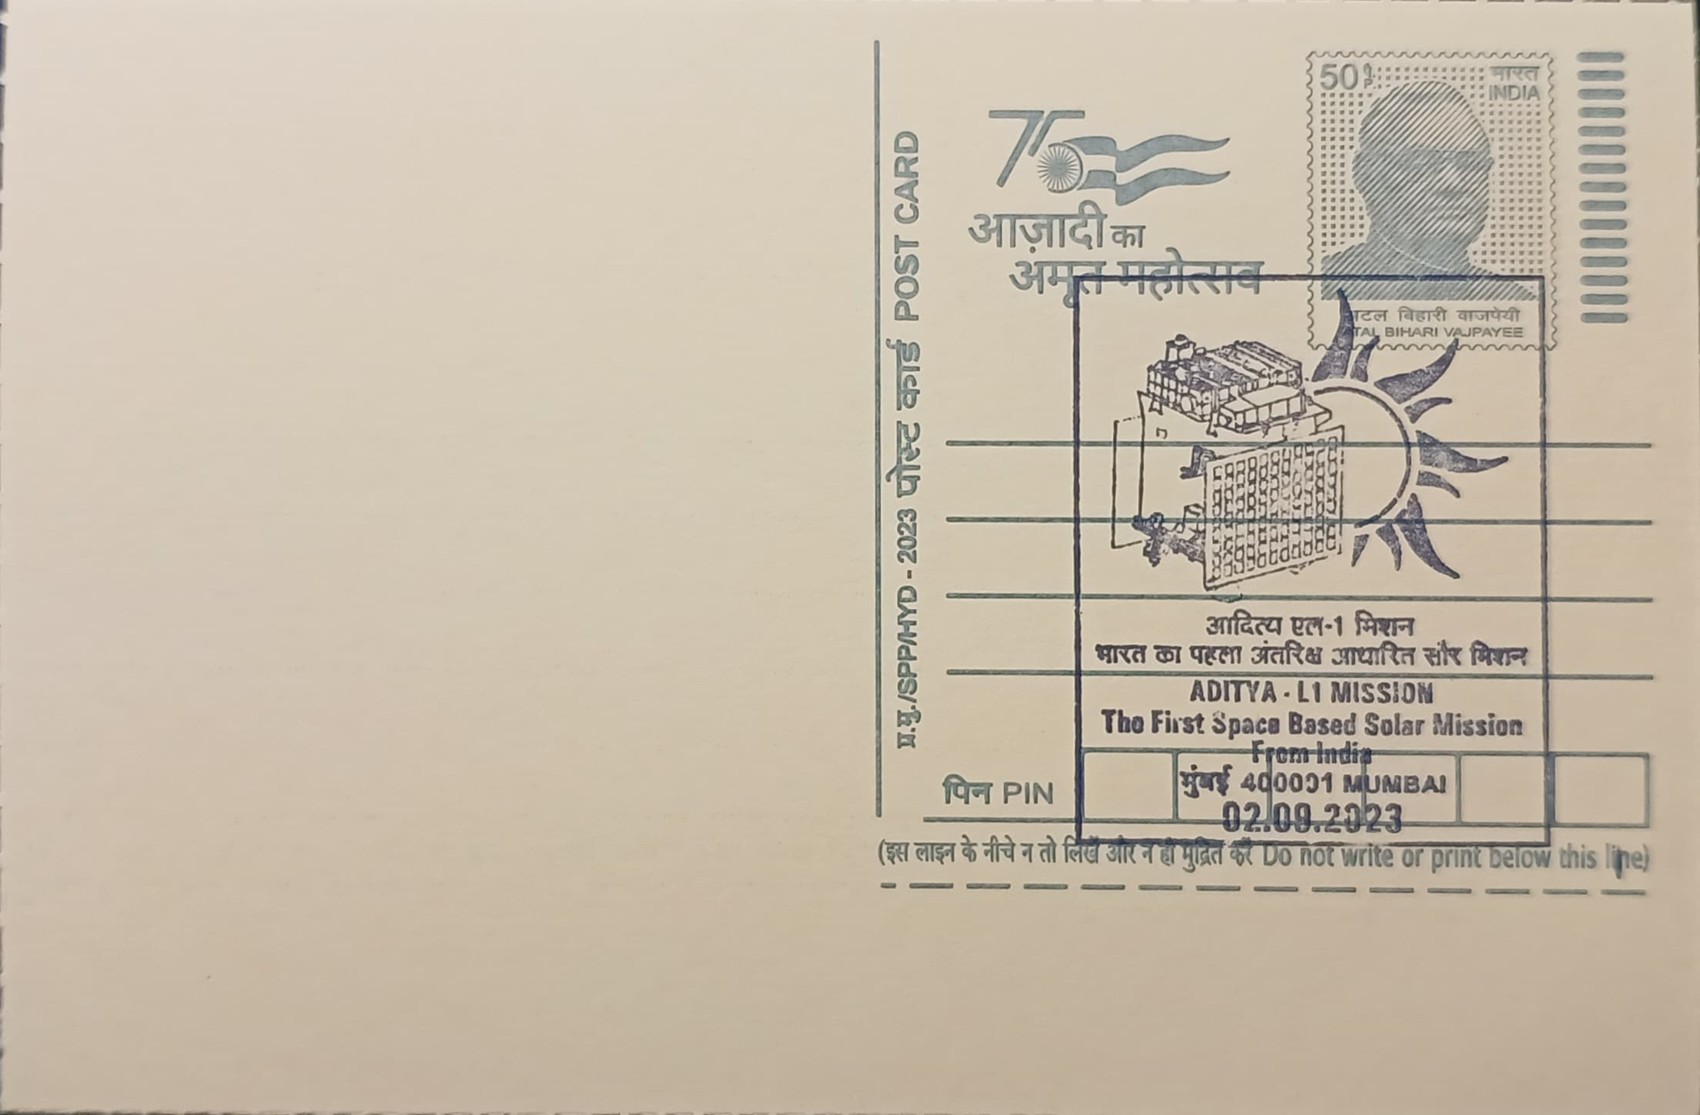 प्र.मु./SPP/HYD - 2023 पोस्ट कार्ड POST CARD
75
आज़ादी का
अमृत महोत्सव
50
भारत
INDIA
अटल बिहारी वाजपेयी
ATAL BIHARI VAJPAYEE
आदित्य एल-1 मिशन
भारत का पहला अंतरिक्ष आधारित सौर मिशन
ADITYA - L1 MISSION
The First Space Based Solar Mission
From India
मुंबई 400001 MUMBAI
02.09.2023
पिन PIN
(इस लाइन के नीचे न तो लिखें और न ही मुद्रित करें Do not write or print below this line)